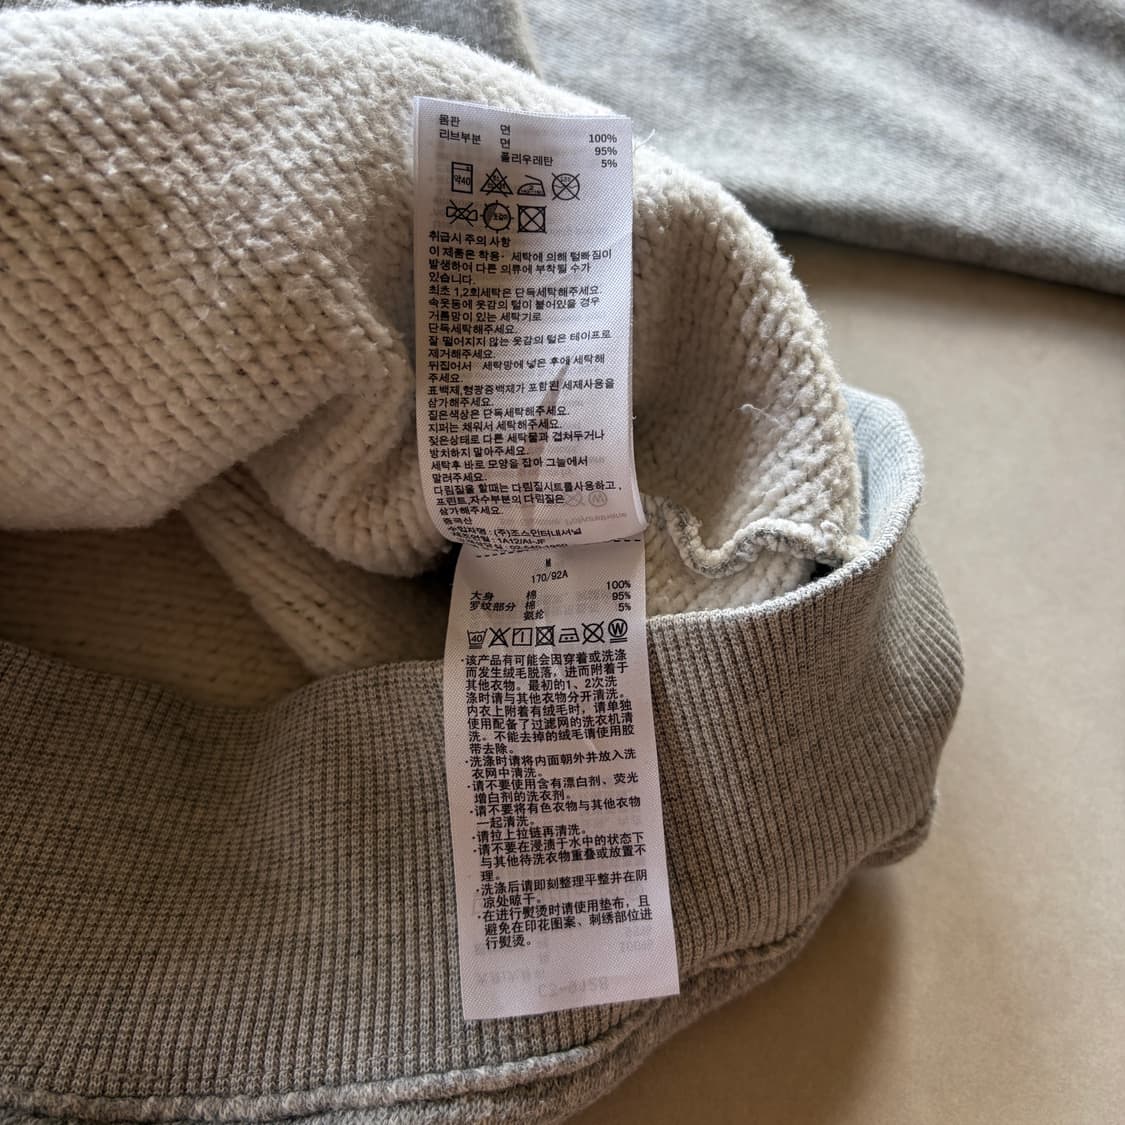 몸판 면 100%
리브부분 면 95%
폴리우레탄 5%
약40
취급시 주의 사항
이 제품은 착용· 세탁에 의해 털빠짐이
발생하여 다른 의류에 부착될 수가
있습니다.
최초 1,2회세탁은 단독세탁해주세요.
속옷등에 옷감의 털이 붙어있을 경우
거름망이 있는 세탁기로
단독세탁해주세요.
잘 떨어지지 않는 옷감의 털은 테이프로
제거해주세요.
뒤집어서 세탁망에 넣은 후에 세탁해
주세요.
표백제,형광증백제가 포함된 세제사용을
삼가해주세요.
짙은색상은 단독세탁해주세요.
지퍼는 채워서 세탁해주세요.
젖은상태로 다른 세탁물과 겹쳐두거나
방치하지 말아주세요.
세탁후 바로 모양을 잡아 그늘에서
말려주세요.
다림질을 할때는 다림질시트를사용하고,
프린트,자수부분의 다림질은
삼가해주세요.
중국산
수입자명 : (주)조스인터내셔널
M
170/92A
大身 棉 100%
罗纹部分 棉 95%
氨纶 5%
40 W
·该产品有可能会因穿着或洗涤
而发生绒毛脱落，进而附着于
其他衣物。最初的1、2次洗
涤时请与其他衣物分开清洗。
内衣上附着有绒毛时，请单独
使用配备了过滤网的洗衣机清
洗。不能去掉的绒毛请使用胶
带去除。
·洗涤时请将内面朝外并放入洗
衣网中清洗。
·请不要使用含有漂白剂、荧光
增白剂的洗衣剂。
·请不要将有色衣物与其他衣物
一起清洗。
·请拉上拉链再清洗。
·请不要在浸渍于水中的状态下
与其他待洗衣物重叠或放置不
理。
·洗涤后请即刻整理平整并在阴
凉处晾干。
·在进行熨烫时请使用垫布，且
避免在印花图案、刺绣部位进
行熨烫。